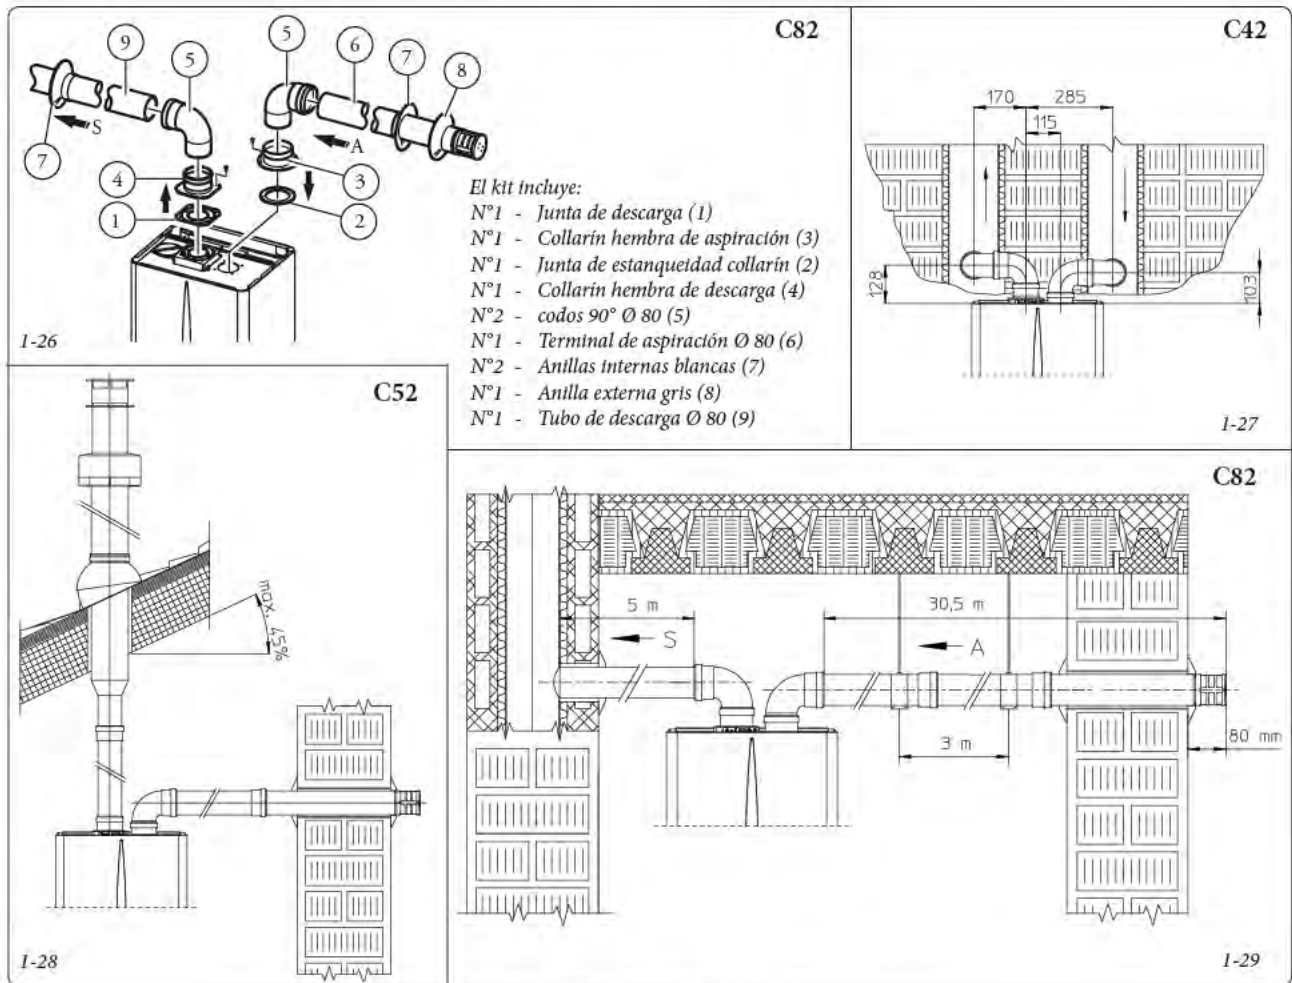 C82
9
5
5
6
7
8
S
A
7
4
3
1
2
El kit incluye:
N°1 - Junta de descarga (1)
N°1 - Collarín hembra de aspiración (3)
N°1 - Junta de estanqueidad collarín (2)
N°1 - Collarín hembra de descarga (4)
N°2 - codos 90° Ø 80 (5)
N°1 - Terminal de aspiración Ø 80 (6)
N°2 - Anillas internas blancas (7)
N°1 - Anilla externa gris (8)
N°1 - Tubo de descarga Ø 80 (9)
1-26
C42
170
285
115
128
103
1-27
C52
max. 45%
1-28
C82
5 m
30,5 m
S
A
3 m
80 mm
1-29